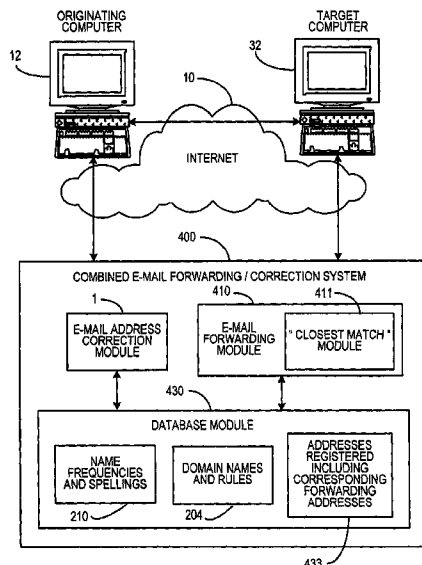 ORIGINATING
COMPUTER
TARGET
COMPUTER
12
32
10
INTERNET
400
COMBINED E-MAIL FORWARDING / CORRECTION SYSTEM
1
410
411
E-MAIL ADDRESS
CORRECTION
MODULE
E-MAIL
FORWARDING
MODULE
" CLOSEST MATCH "
MODULE
430
DATABASE MODULE
NAME
FREQUENCIES
AND SPELLINGS
210
DOMAIN NAMES
AND RULES
204
ADDRESSES
REGISTERED
INCLUDING
CORRESPONDING
FORWARDING
ADDRESSES
433